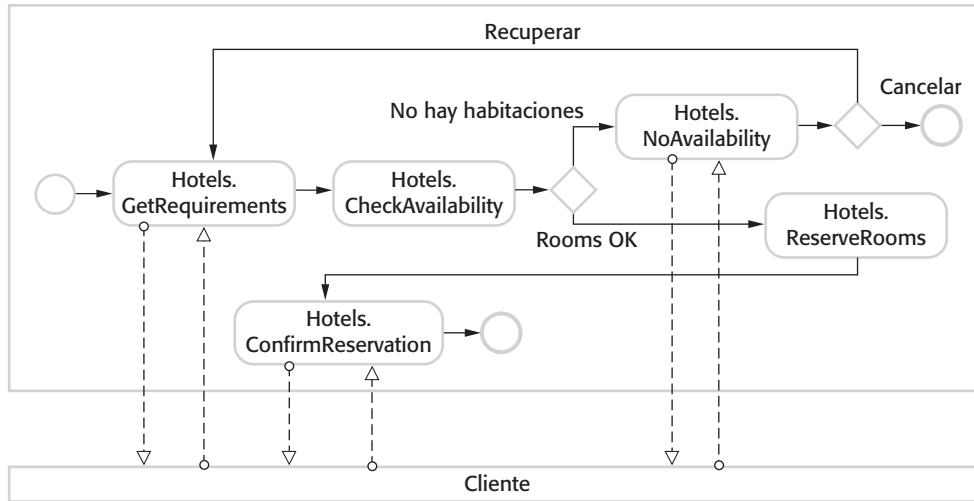 Recuperar
Cancelar
No hay habitaciones
Hotels.
NoAvailability
Hotels.
GetRequirements
Hotels.
CheckAvailability
Rooms OK
Hotels.
ReserveRooms
Hotels.
ConfirmReservation
Cliente